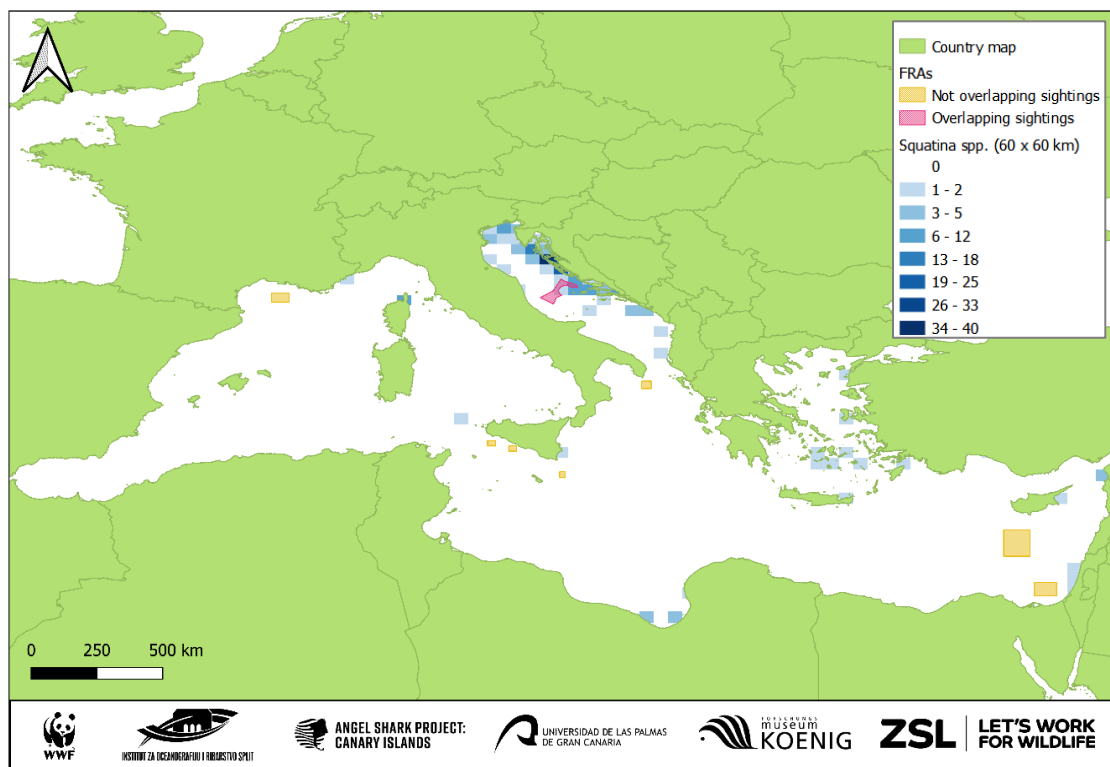 Country map
FRAs
Not overlapping sightings
Overlapping sightings
Squatina spp. (60 x 60 km)
0
1 - 2
3 - 5
6 - 12
13 - 18
19 - 25
26 - 33
34 - 40
0 250 500 km
WWF
INSTITUT ZA OCEANOGRAFIJU I RIBARSTVO SPLIT
ANGEL SHARK PROJECT:
CANARY ISLANDS
UNIVERSIDAD DE LAS PALMAS
DE GRAN CANARIA
FORSCHUNGS
museum
KOENIG
ZSL
LET'S WORK
FOR WILDLIFE